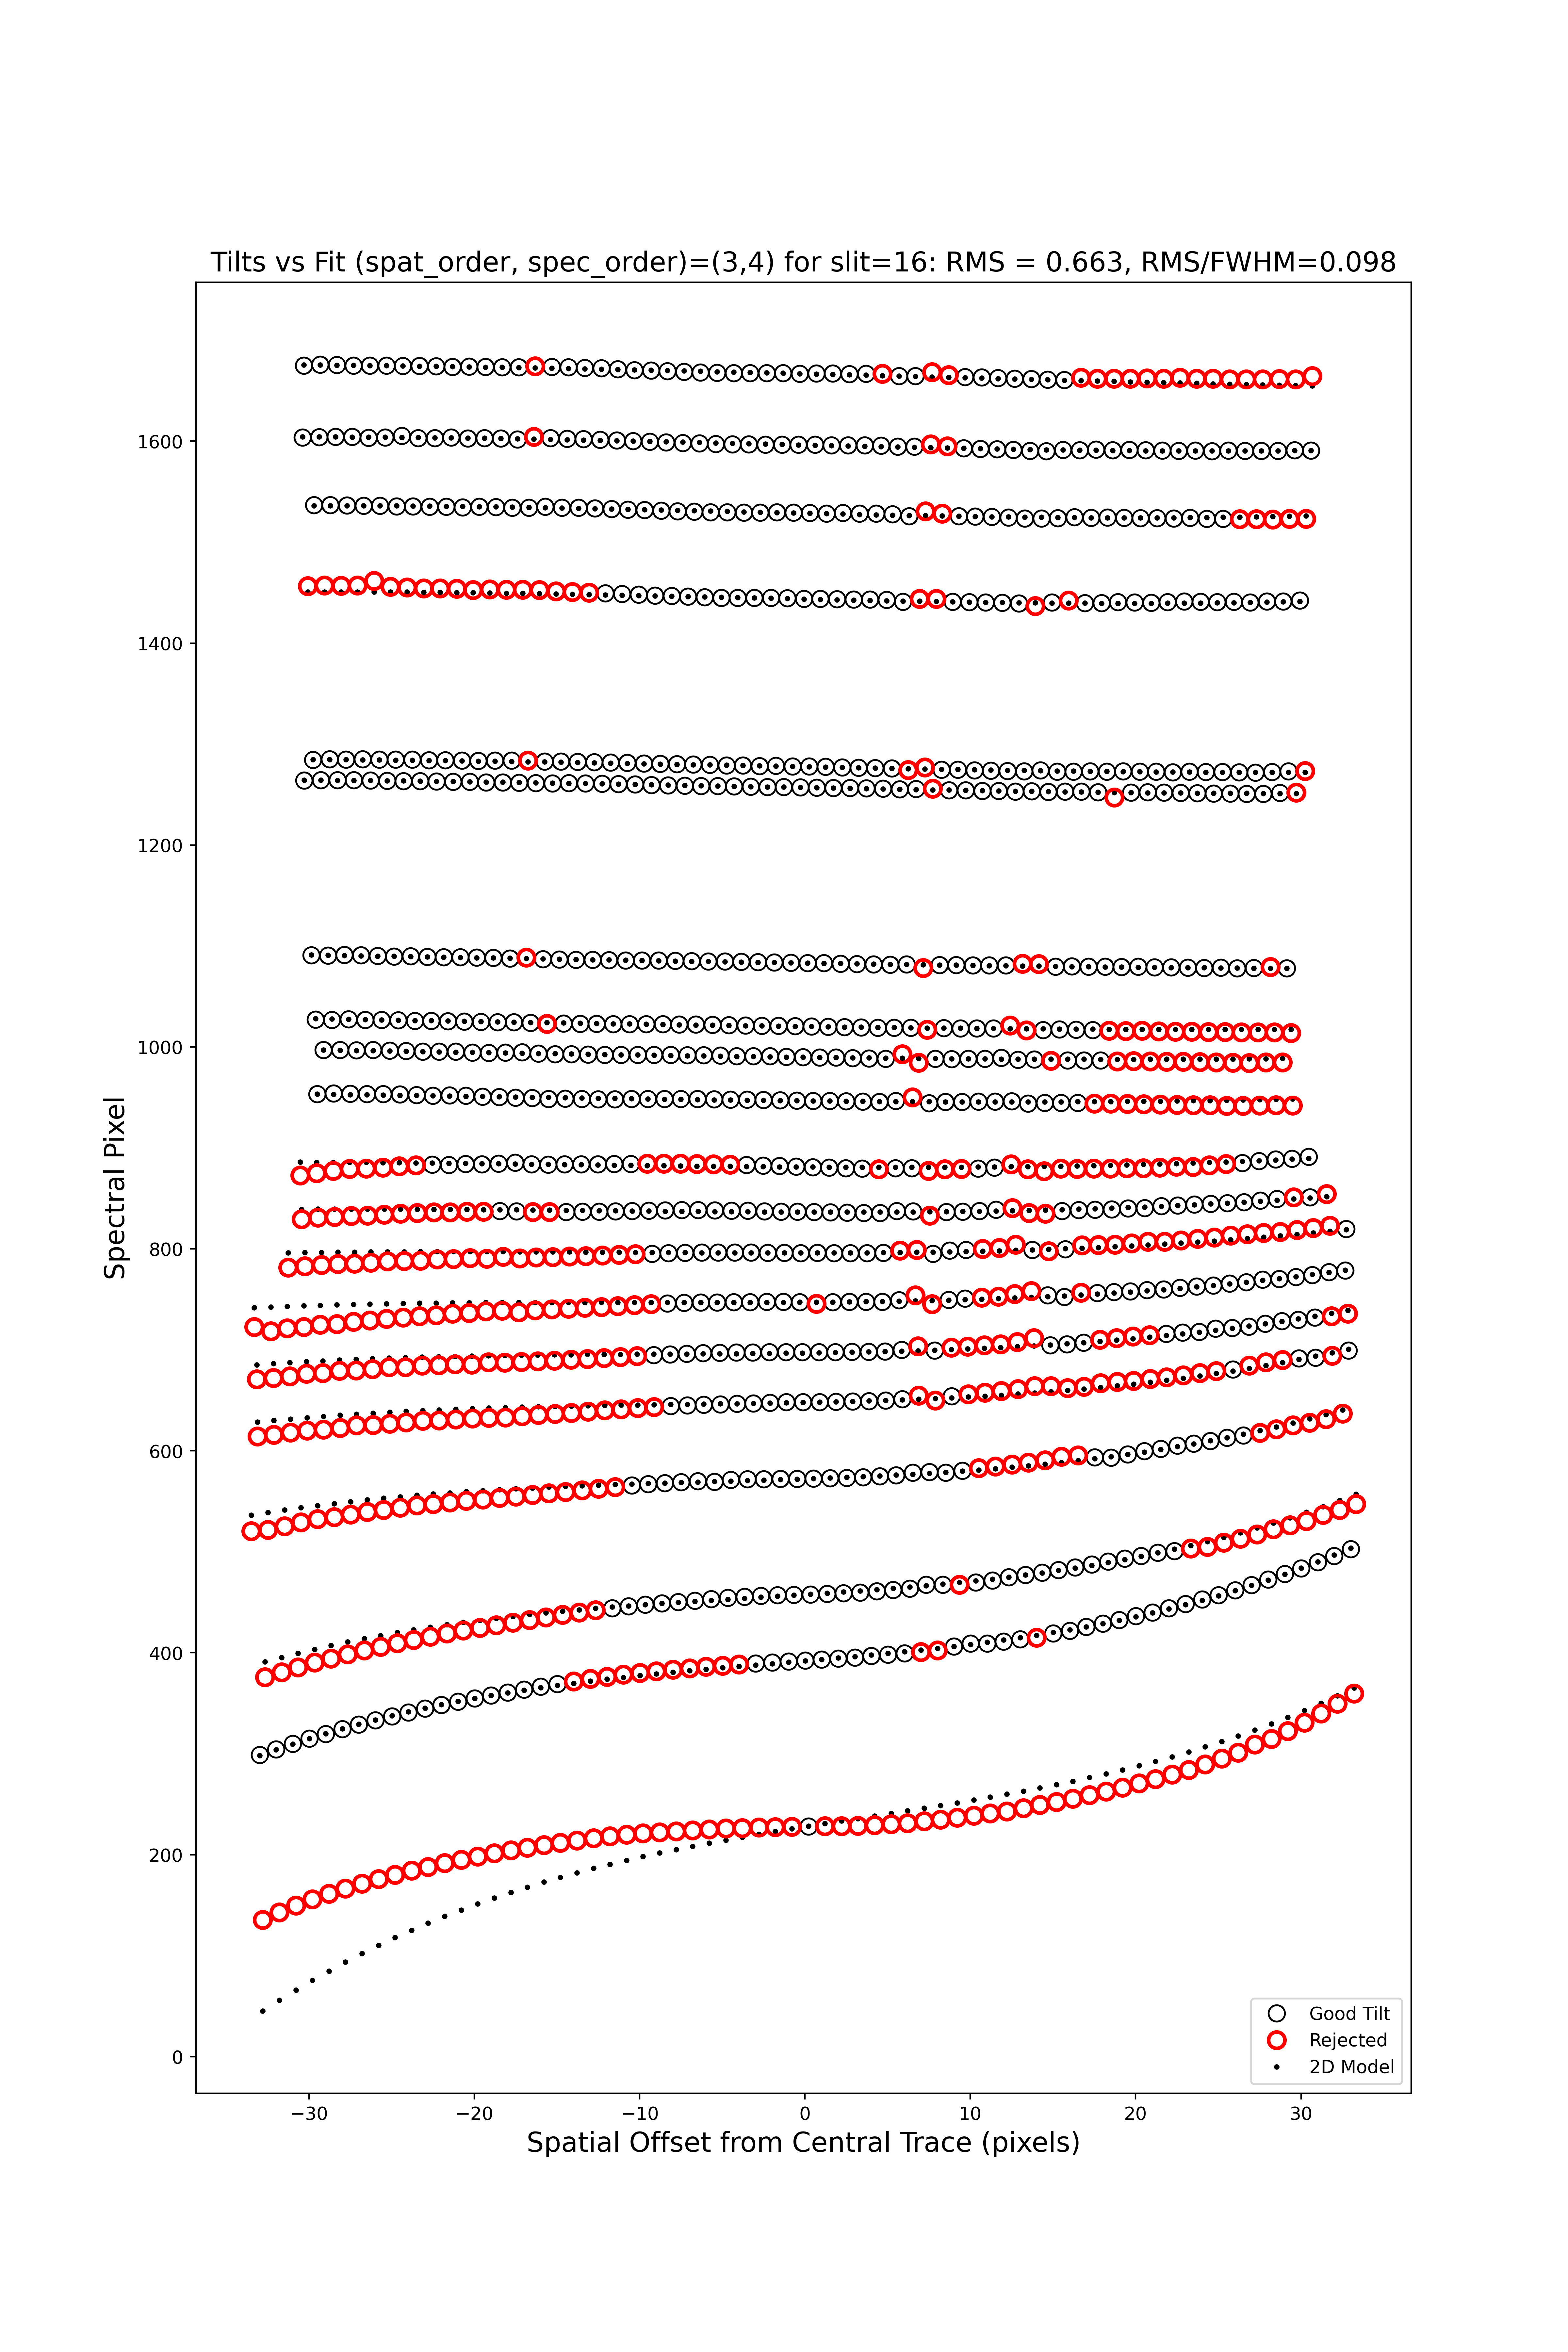 Tilts vs Fit (spat_order, spec_order)=(3,4) for slit=16: RMS = 0.663, RMS/FWHM=0.098
1600
1400
1200
1000
800
600
400
200
0
Spectral Pixel
−30 −20 −10 0 10 20 30
Spatial Offset from Central Trace (pixels)
Good Tilt
Rejected
2D Model